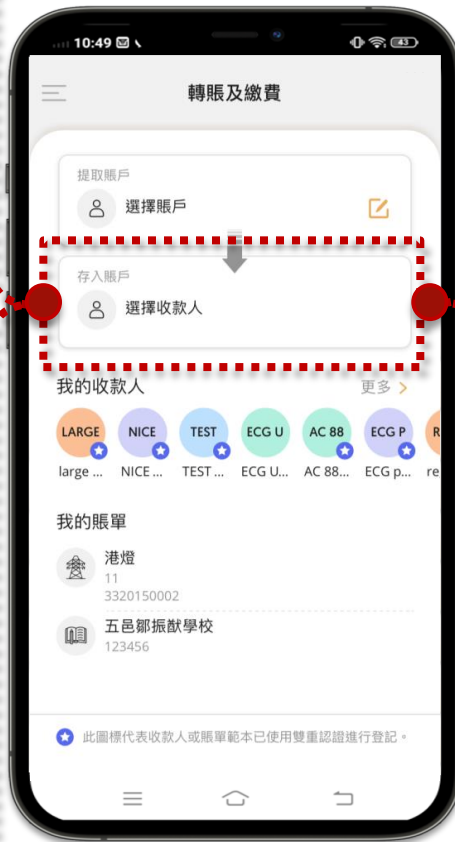 10:49
43
轉賬及繳費
提取賬戶
選擇賬戶
存入賬戶
選擇收款人
我的收款人
更多 >
LARGE NICE TEST ECG U AC 88 ECG P R
large ... NICE ... TEST ... ECG U... AC 88... ECG p... re
我的賬單
港燈
11
3320150002
五邑鄒振猷學校
123456
此圖標代表收款人或賬單範本已使用雙重認證進行登記。